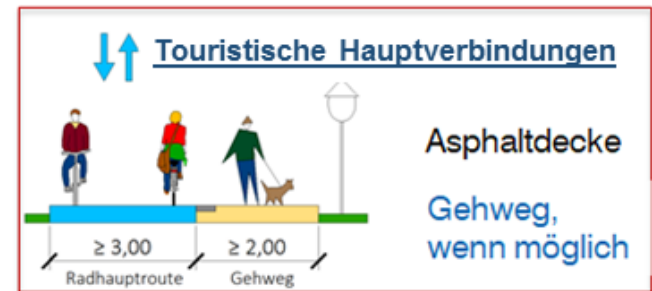 Touristische Hauptverbindungen
Asphaltdecke
Gehweg,
wenn möglich
≥ 3,00
≥ 2,00
Radhauptroute
Gehweg